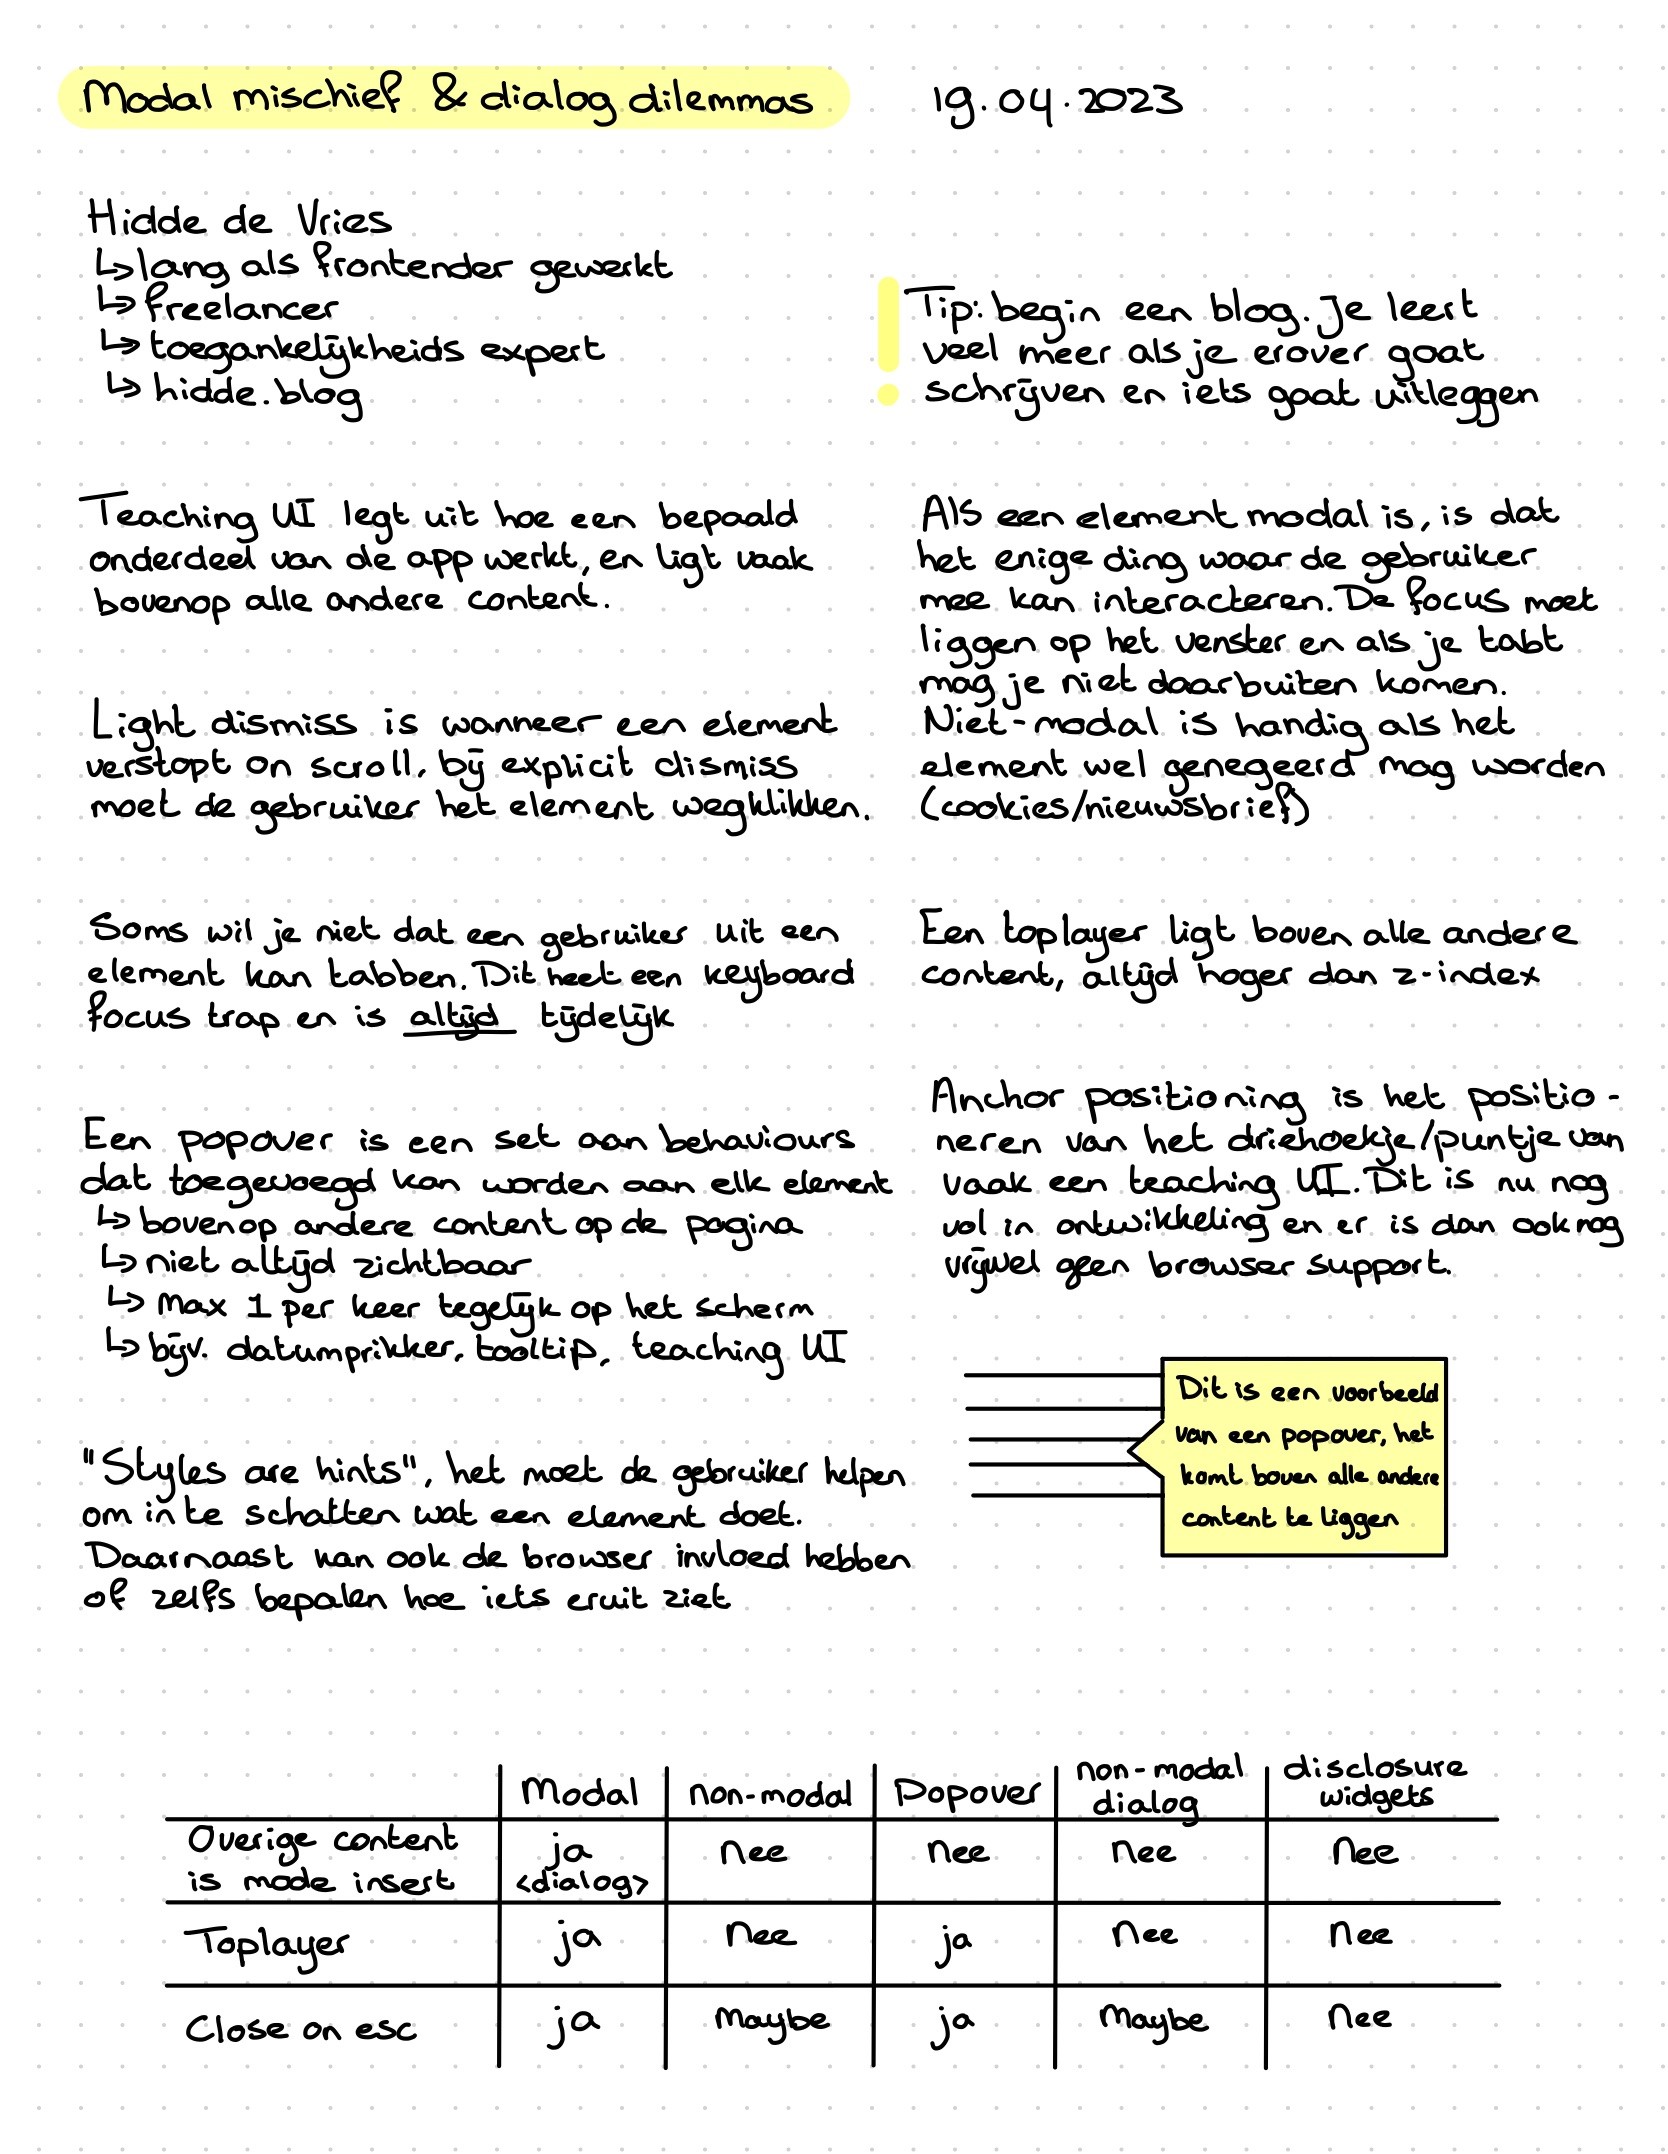 Modal mischief & dialog dilemmas
19.04.2023
Hidde de Vries
↳ lang als frontender gewerkt
↳ freelancer
↳ toegankelijkheids expert
↳ hidde.blog
Tip: begin een blog. Je leert
veel meer als je erover gaat
schrijven en iets gaat uitleggen
Teaching UI legt uit hoe een bepaald
onderdeel van de app werkt, en ligt vaak
bovenop alle andere content.
Light dismiss is wanneer een element
verstopt on scroll, bij explicit dismiss
moet de gebruiker het element wegklikken.
Soms wil je niet dat een gebruiker uit een
element kan tabben. Dit heet een keyboard
focus trap en is altijd tijdelijk
Een popover is een set aan behaviours
dat toegevoegd kan worden aan elk element
↳ bovenop andere content op de pagina
↳ niet altijd zichtbaar
↳ max 1 per keer tegelijk op het scherm
↳ bijv. datumprikker, tooltip, teaching UI
"Styles are hints", het moet de gebruiker helpen
om in te schatten wat een element doet.
Daarnaast kan ook de browser invloed hebben
of zelfs bepalen hoe iets eruit ziet
Als een element modal is, is dat
het enige ding waar de gebruiker
mee kan interacteren. De focus moet
liggen op het venster en als je tabt
mag je niet daarbuiten komen.
Niet-modal is handig als het
element wel genegeerd mag worden
(cookies/nieuwsbrief)
Een toplayer ligt boven alle andere
content, altijd hoger dan z-index
Anchor positioning is het positio-
neren van het driehoekje/puntje van
vaak een teaching UI. Dit is nu nog
vol in ontwikkeling en er is dan ook nog
vrijwel geen browser support.
Dit is een voorbeeld
van een popover, het
komt boven alle andere
content te liggen
Modal non-modal Popover non-modal dialog disclosure widgets
Overige content
is mode insert ja <dialog> nee nee nee nee
Toplayer ja nee ja nee nee
Close on esc ja maybe ja maybe nee